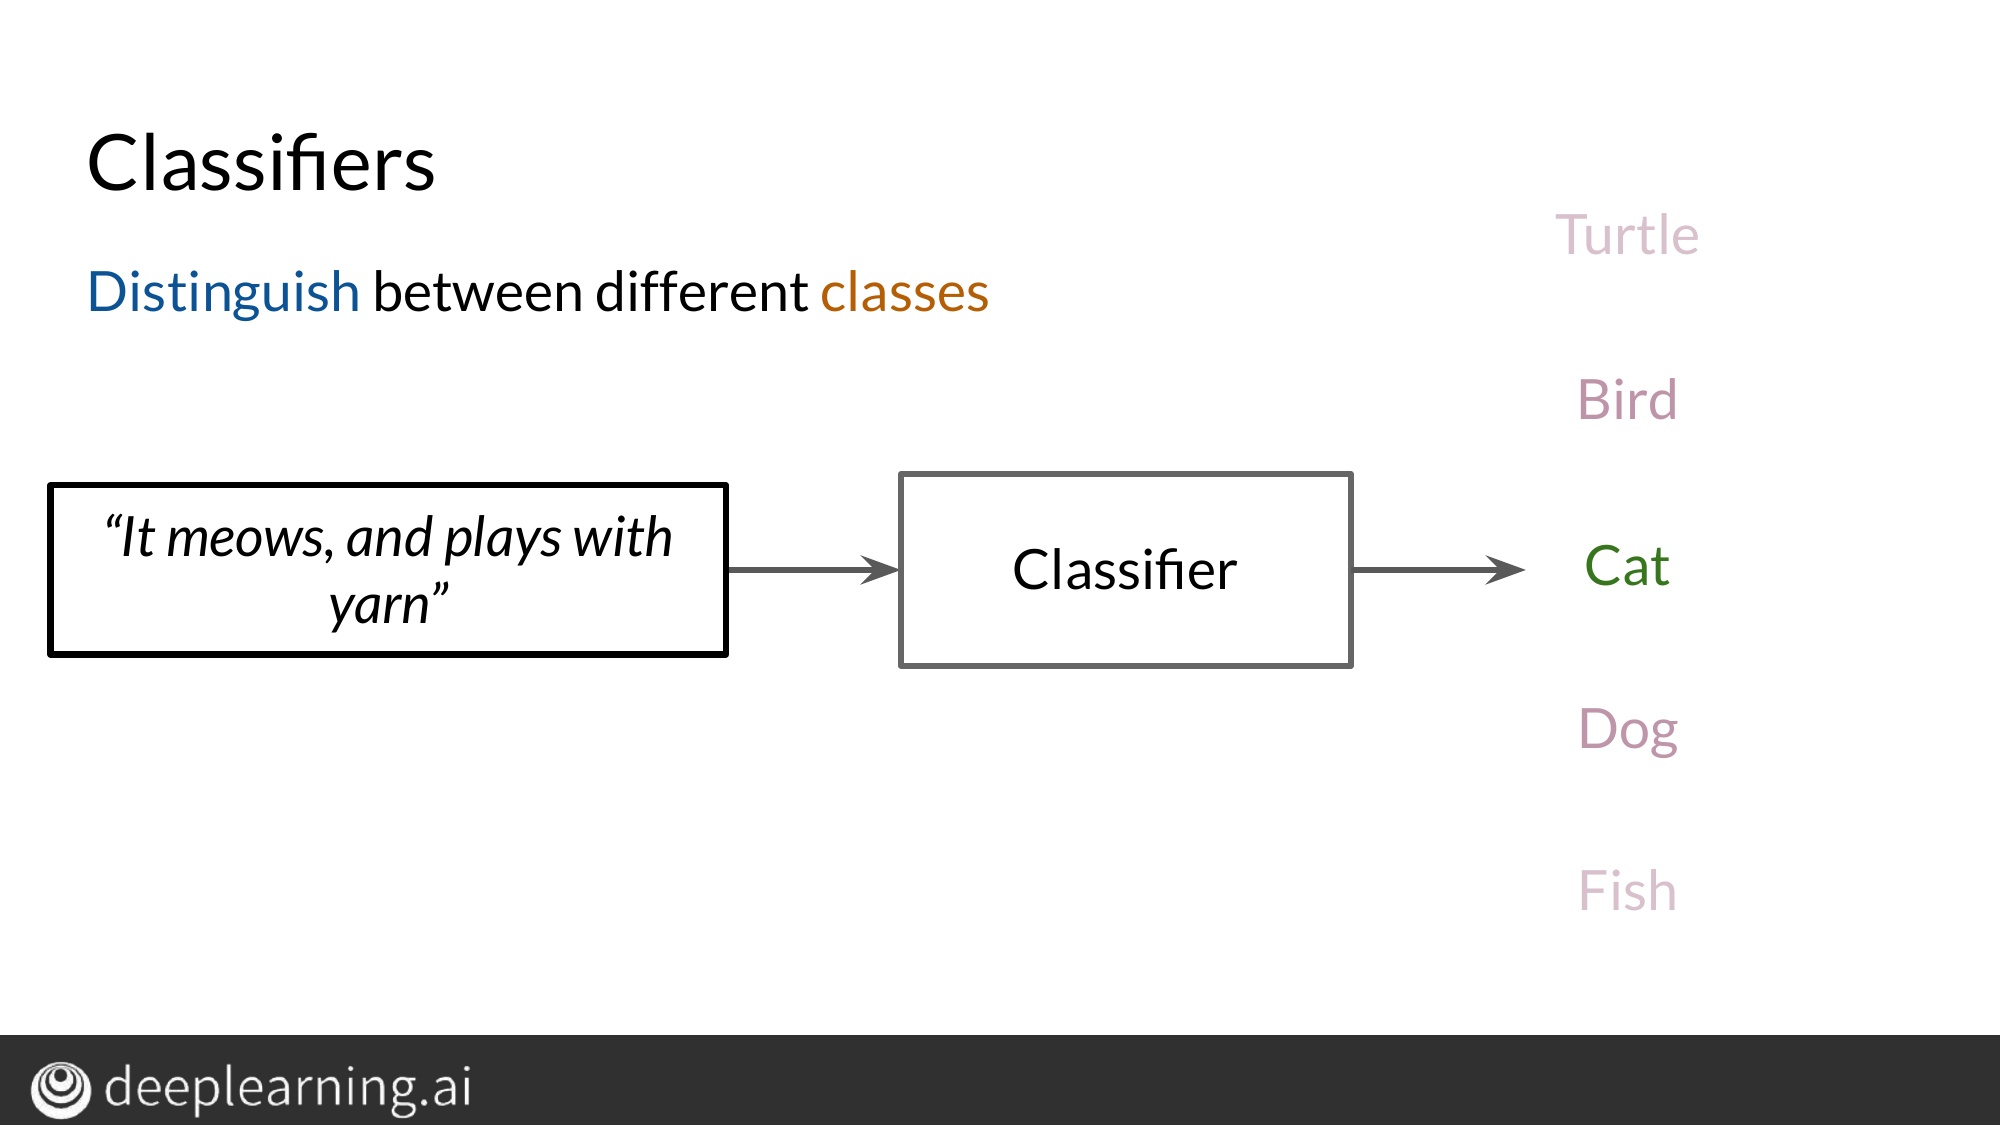 Classifiers
Distinguish between different classes
“It meows, and plays with
yarn”
Classifier
Turtle
Bird
Cat
Dog
Fish
deeplearning.ai